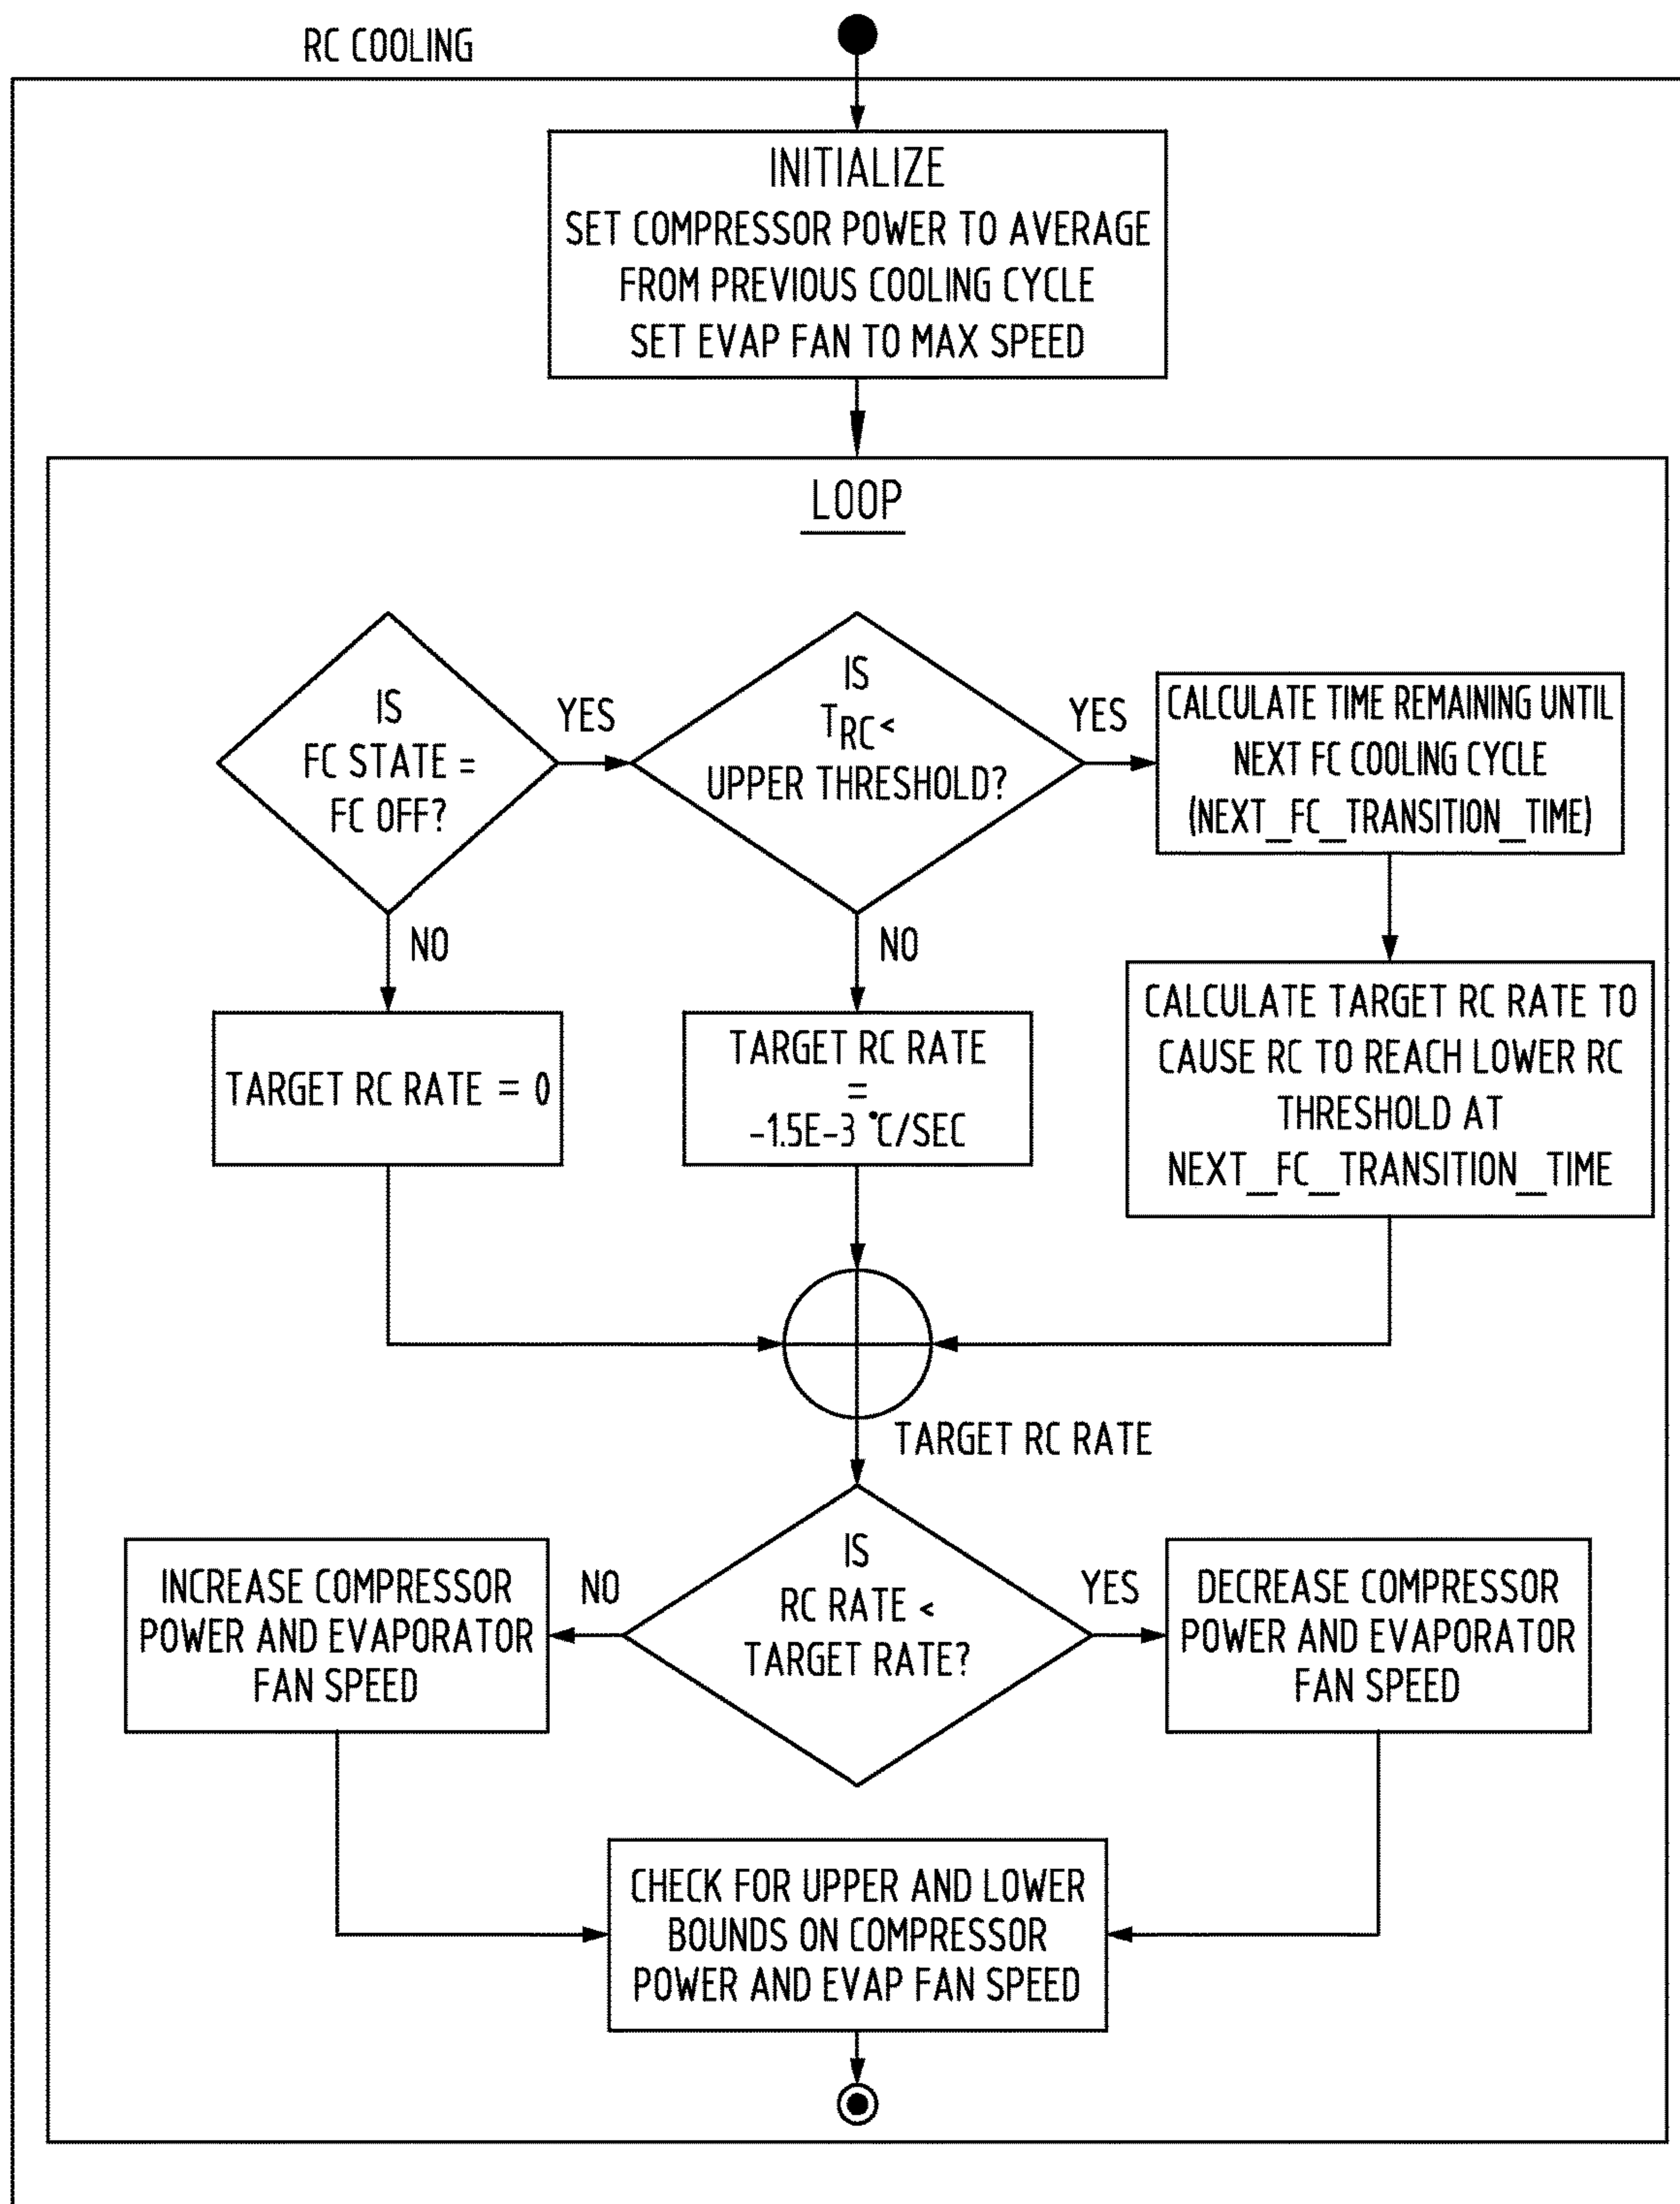 RC COOLING
INITIALIZE
SET COMPRESSOR POWER TO AVERAGE
FROM PREVIOUS COOLING CYCLE
SET EVAP FAN TO MAX SPEED
LOOP
IS
FC STATE =
FC OFF?
YES
IS
TRC<
UPPER THRESHOLD?
YES
CALCULATE TIME REMAINING UNTIL
NEXT FC COOLING CYCLE
(NEXT_FC_TRANSITION_TIME)
NO
NO
TARGET RC RATE = 0
TARGET RC RATE
=
-1.5E-3 °C/SEC
CALCULATE TARGET RC RATE TO
CAUSE RC TO REACH LOWER RC
THRESHOLD AT
NEXT_FC_TRANSITION_TIME
TARGET RC RATE
INCREASE COMPRESSOR
POWER AND EVAPORATOR
FAN SPEED
NO
IS
RC RATE <
TARGET RATE?
YES
DECREASE COMPRESSOR
POWER AND EVAPORATOR
FAN SPEED
CHECK FOR UPPER AND LOWER
BOUNDS ON COMPRESSOR
POWER AND EVAP FAN SPEED